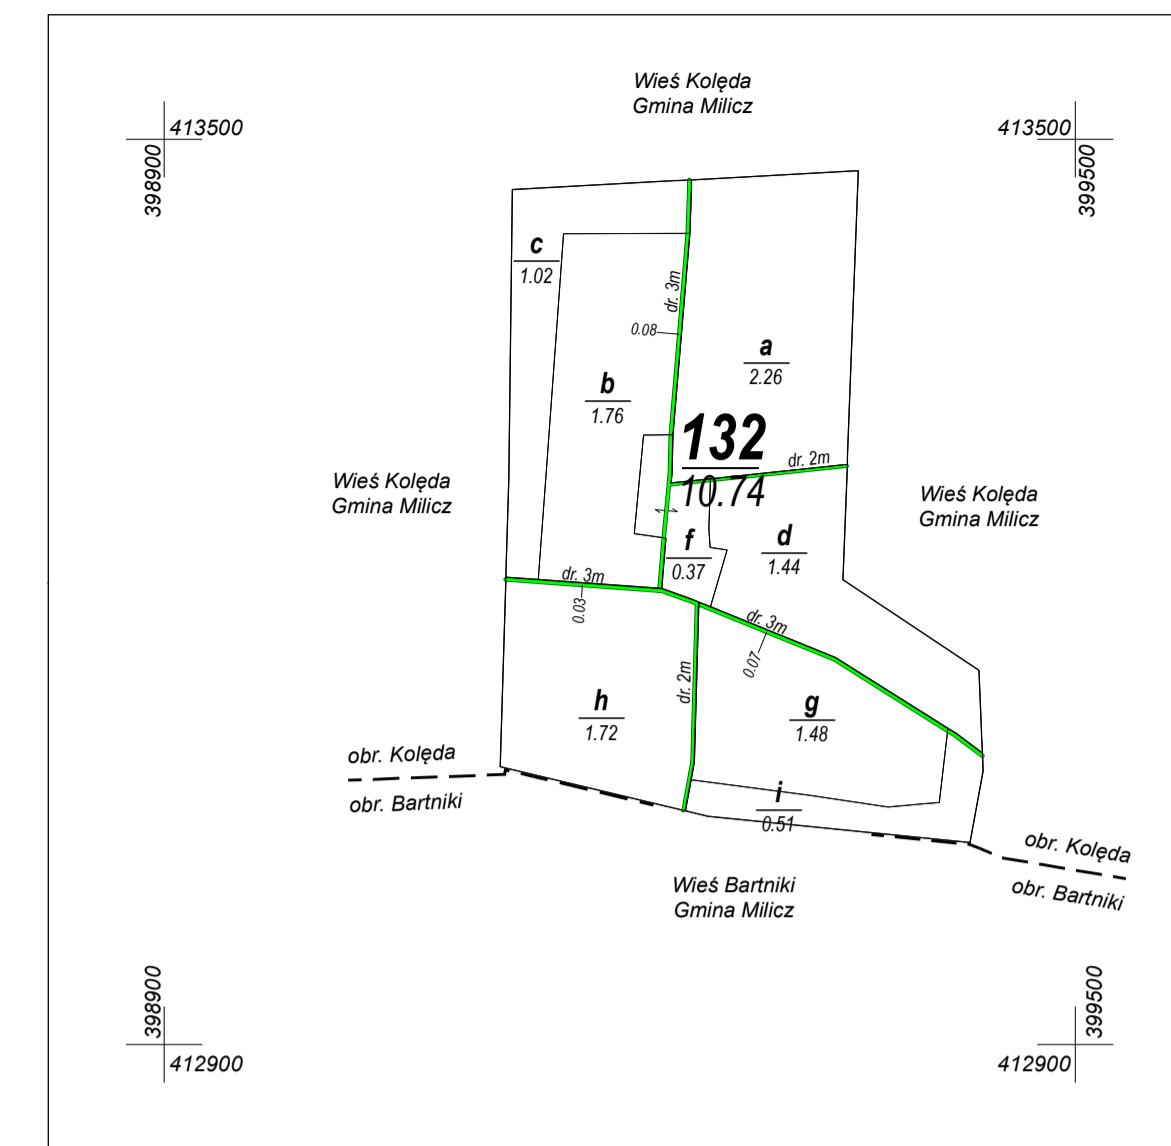 Wieś Kolęda
Gmina Milicz
413500
398900
413500
399500
c
1.02
dr. 3m
0.08
a
2.26
b
1.76
132
10.74
dr. 2m
Wieś Kolęda
Gmina Milicz
Wieś Kolęda
Gmina Milicz
f
0.37
d
1.44
dr. 3m
0.03
dr. 3m
0.07
dr. 2m
h
1.72
g
1.48
obr. Kolęda
obr. Bartniki
i
0.51
obr. Kolęda
obr. Bartniki
Wieś Bartniki
Gmina Milicz
398900
412900
399500
412900